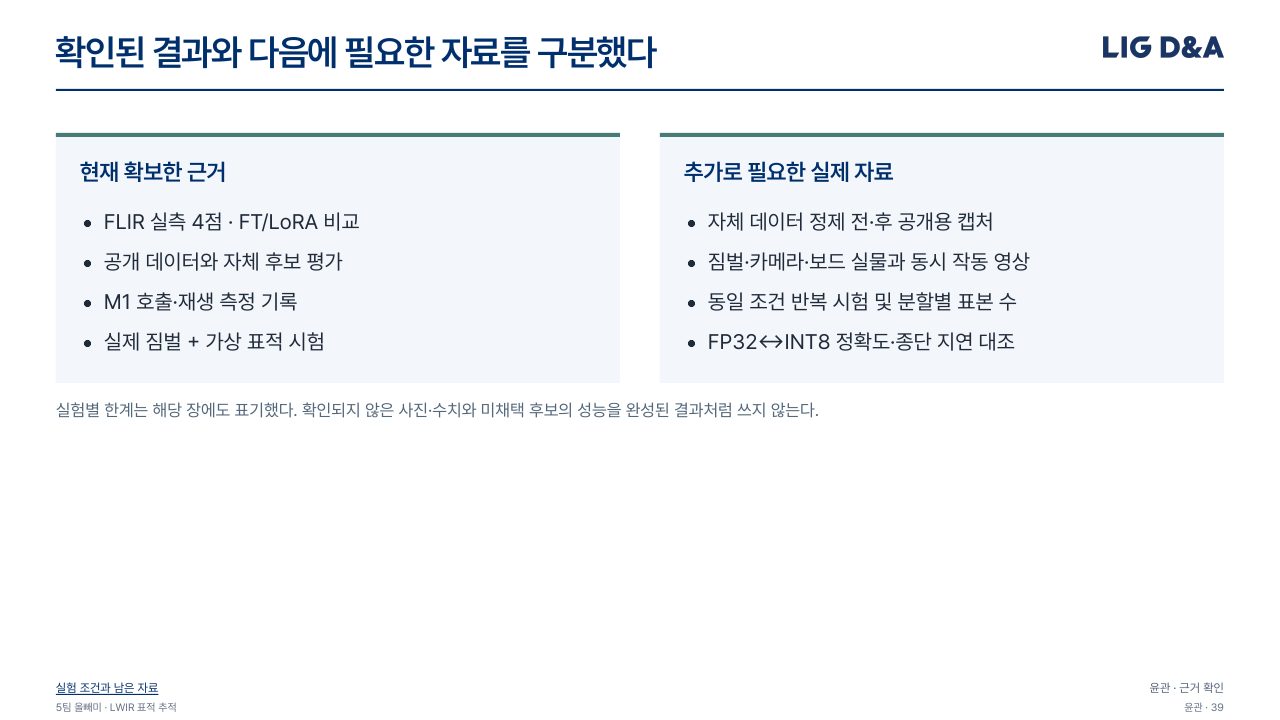 확인된 결과와 다음에 필요한 자료를 구분했다
LIG D&A
현재 확보한 근거
• FLIR 실측 4점 · FT/LoRA 비교
• 공개 데이터와 자체 후보 평가
• M1 호출·재생 측정 기록
• 실제 짐벌 + 가상 표적 시험
추가로 필요한 실제 자료
• 자체 데이터 정제 전·후 공개용 캡처
• 짐벌·카메라·보드 실물과 동시 작동 영상
• 동일 조건 반복 시험 및 분할별 표본 수
• FP32↔INT8 정확도·종단 지연 대조
실험별 한계는 해당 장에도 표기했다. 확인되지 않은 사진·수치와 미채택 후보의 성능을 완성된 결과처럼 쓰지 않는다.
실험 조건과 남은 자료
5팀 올빼미 · LWIR 표적 추적
윤관 · 근거 확인
윤관 · 39